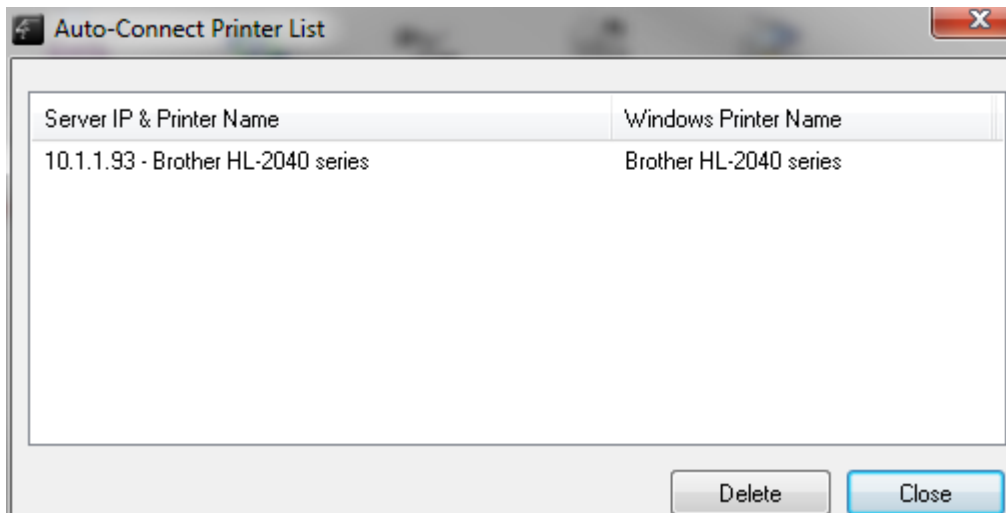 Auto-Connect Printer List
Server IP & Printer Name Windows Printer Name
10.1.1.93 - Brother HL-2040 series Brother HL-2040 series
Delete Close